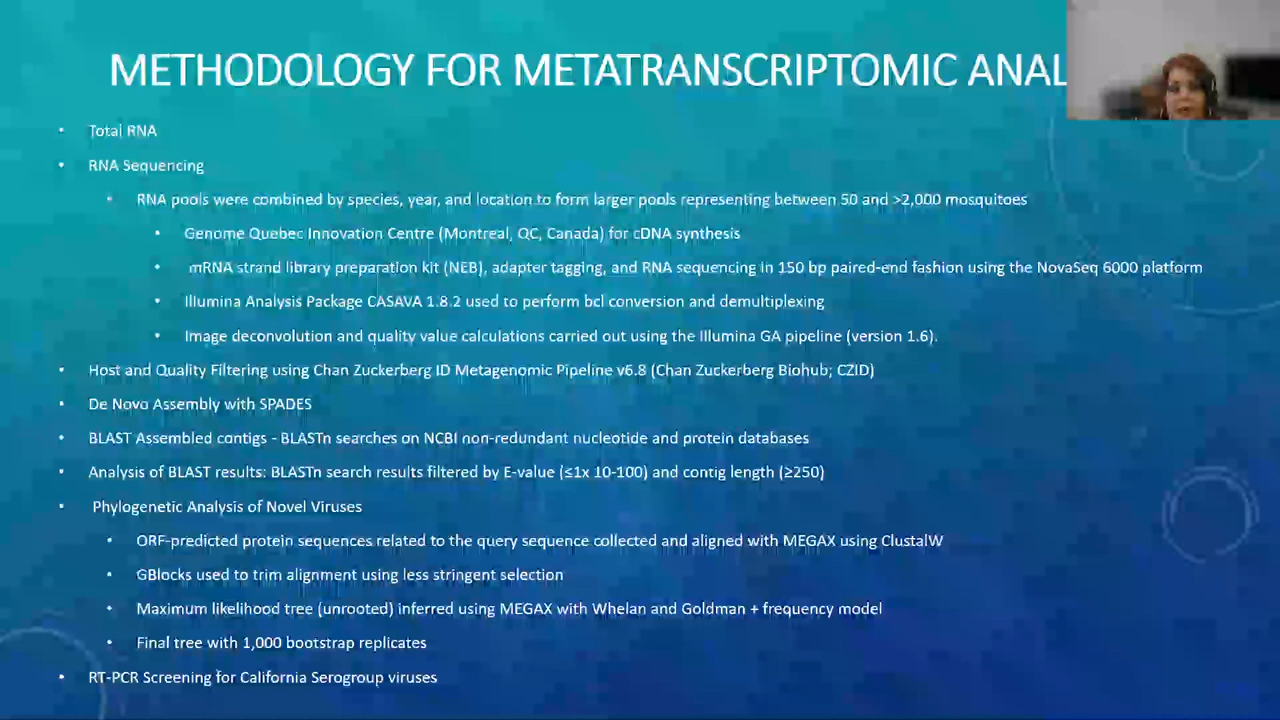 METHODOLOGY FOR METATRANSCRIPTOMIC ANAL
• Total RNA
• RNA Sequencing
• RNA pools were combined by species, year, and location to form larger pools representing between 50 and >2,000 mosquitoes
• Genome Quebec Innovation Centre (Montreal, QC, Canada) for cDNA synthesis
• mRNA strand library preparation kit (NEB), adapter tagging, and RNA sequencing in 150 bp paired-end fashion using the NovaSeq 6000 platform
• Illumina Analysis Package CASAVA 1.8.2 used to perform bcl conversion and demultiplexing
• Image deconvolution and quality value calculations carried out using the Illumina GA pipeline (version 1.6).
• Host and Quality Filtering using Chan Zuckerberg ID Metagenomic Pipeline v6.8 (Chan Zuckerberg Biohub; CZID)
• De Novo Assembly with SPADES
• BLAST Assembled contigs - BLASTn searches on NCBI non-redundant nucleotide and protein databases
• Analysis of BLAST results: BLASTn search results filtered by E-value (≤1x 10-100) and contig length (≥250)
• Phylogenetic Analysis of Novel Viruses
• ORF-predicted protein sequences related to the query sequence collected and aligned with MEGAX using ClustalW
• GBlocks used to trim alignment using less stringent selection
• Maximum likelihood tree (unrooted) inferred using MEGAX with Whelan and Goldman + frequency model
• Final tree with 1,000 bootstrap replicates
• RT-PCR Screening for California Serogroup viruses